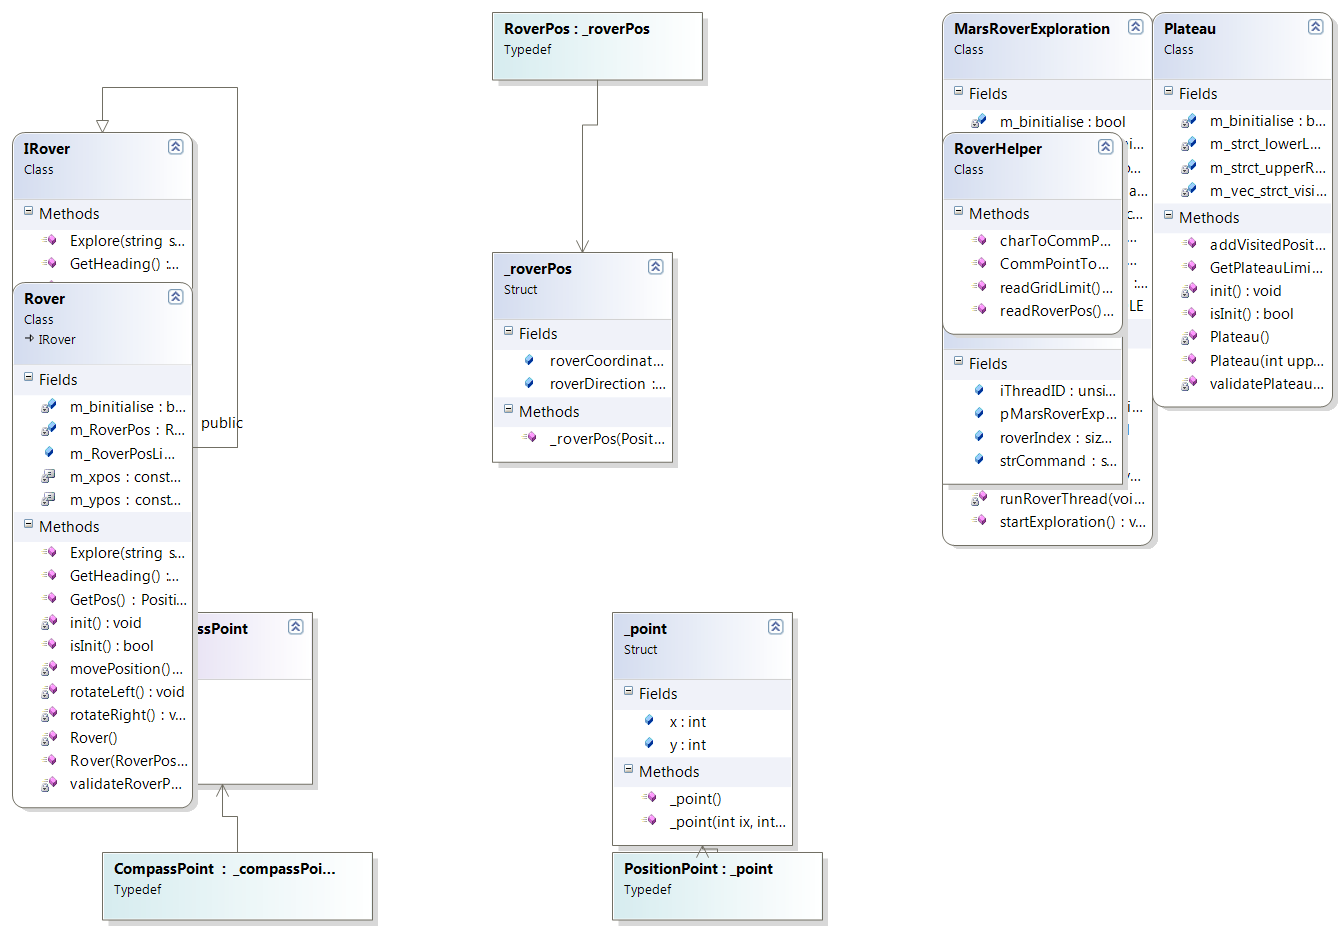 RoverPos : _roverPos
Typedef
MarsRoverExploration
Class
Fields
m_binitialise : bool
Plateau
Class
Fields
m_binitialise : b...
m_strct_lowerL...
m_strct_upperR...
m_vec_strct_visi...
Methods
addVisitedPosit...
GetPlateauLimi...
init() : void
isInit() : bool
Plateau()
Plateau(int upp...
validatePlateau...
IRover
Class
Methods
Explore(string s...
GetHeading() :...
RoverHelper
Class
Methods
charToCommP...
CommPointTo...
readGridLimit()...
readRoverPos()...
a...
c...
: ...
LE
Fields
iThreadID : unsi...
pMarsRoverExp...
roverIndex : siz...
strCommand : s...
runRoverThread(voi...
startExploration() : v...
_roverPos
Struct
Fields
roverCoordinat...
roverDirection :...
Methods
_roverPos(Posit...
Rover
Class
IRover
Fields
m_binitialise : b...
m_RoverPos : R...
m_RoverPosLi...
m_xpos : const...
m_ypos : const...
Methods
Explore(string s...
GetHeading() :...
GetPos() : Positi...
init() : void
isInit() : bool
movePosition()...
rotateLeft() : void
rotateRight() : v...
Rover()
Rover(RoverPos...
validateRoverP...
public
ssPoint
_point
Struct
Fields
x : int
y : int
Methods
_point()
_point(int ix, int...
CompassPoint : _compassPoi...
Typedef
PositionPoint : _point
Typedef